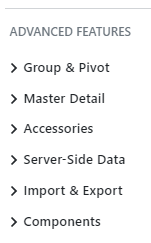 ADVANCED FEATURES
Group & Pivot
Master Detail
Accessories
Server-Side Data
Import & Export
Components